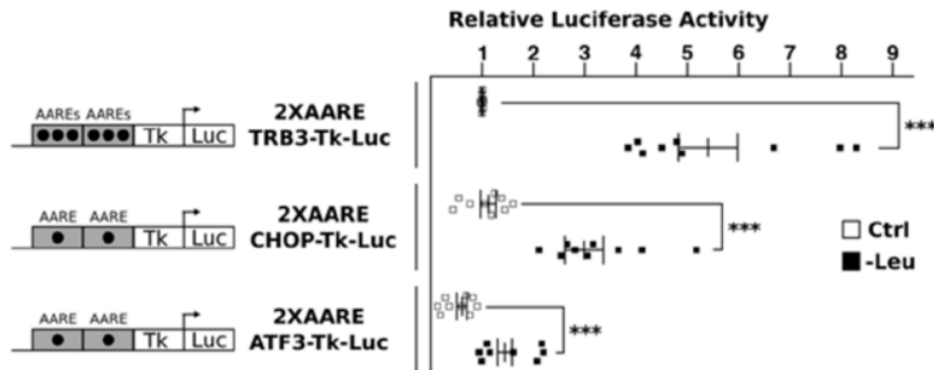 Relative Luciferase Activity
1 2 3 4 5 6 7 8 9
AAREs AAREs
Tk Luc
2XAARE
TRB3-Tk-Luc
***
AARE AARE
Tk Luc
2XAARE
CHOP-Tk-Luc
***
Ctrl
-Leu
AARE AARE
Tk Luc
2XAARE
ATF3-Tk-Luc
***